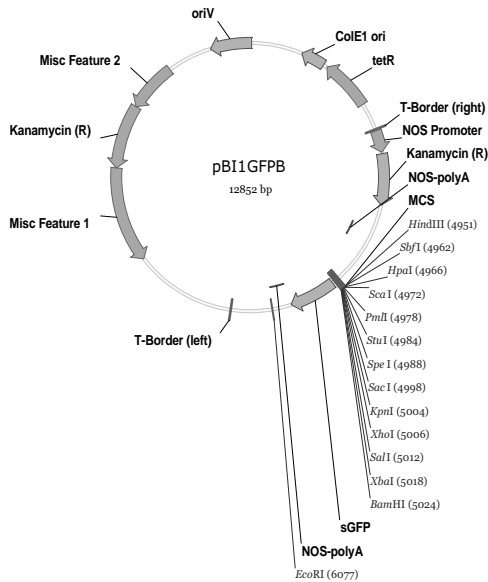 oriV
ColE1 ori
tetR
Misc Feature 2
T-Border (right)
NOS Promoter
Kanamycin (R)
Kanamycin (R)
NOS-polyA
pBI1GFPB
12852 bp
MCS
HindIII (4951)
SbfI (4962)
HpaI (4966)
ScaI (4972)
PmlI (4978)
StuI (4984)
SpeI (4988)
SacI (4998)
KpnI (5004)
XhoI (5006)
SalI (5012)
XbaI (5018)
BamHI (5024)
Misc Feature 1
T-Border (left)
sGFP
NOS-polyA
EcoRI (6077)